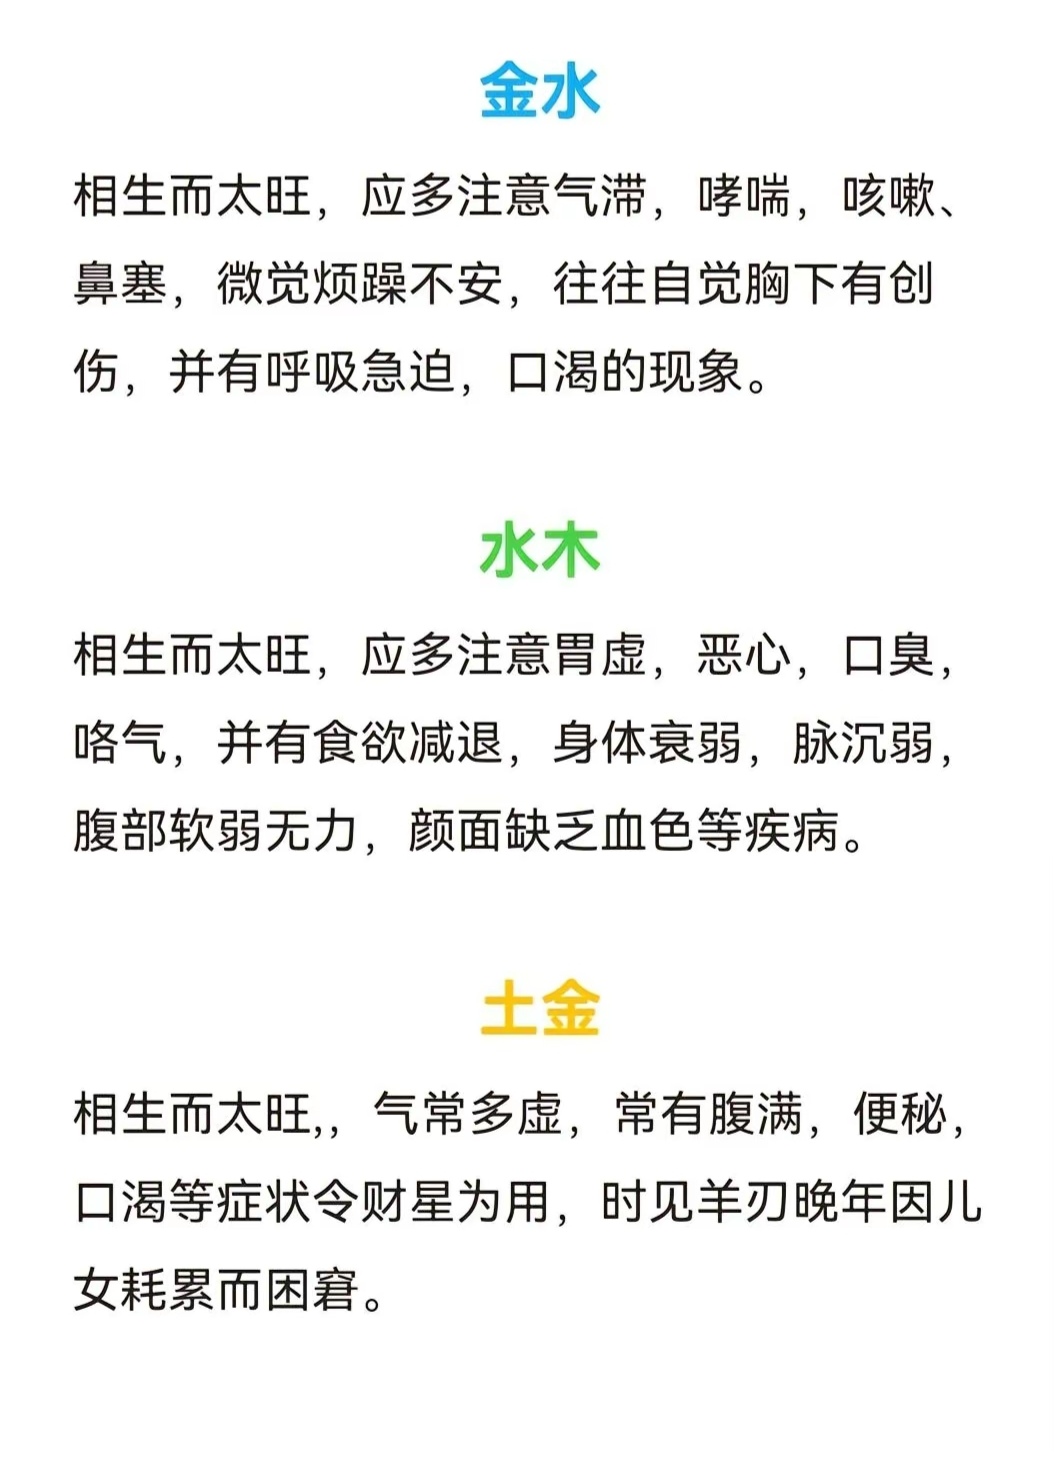 金水
相生而太旺，应多注意气滞，哮喘，咳嗽、
鼻塞，微觉烦躁不安，往往自觉胸下有创
伤，并有呼吸急迫，口渴的现象。
水木
相生而太旺，应多注意胃虚，恶心，口臭，
咯气，并有食欲减退，身体衰弱，脉沉弱，
腹部软弱无力，颜面缺乏血色等疾病。
土金
相生而太旺,，气常多虚，常有腹满，便秘，
口渴等症状令财星为用，时见羊刃晚年因儿
女耗累而困窘。